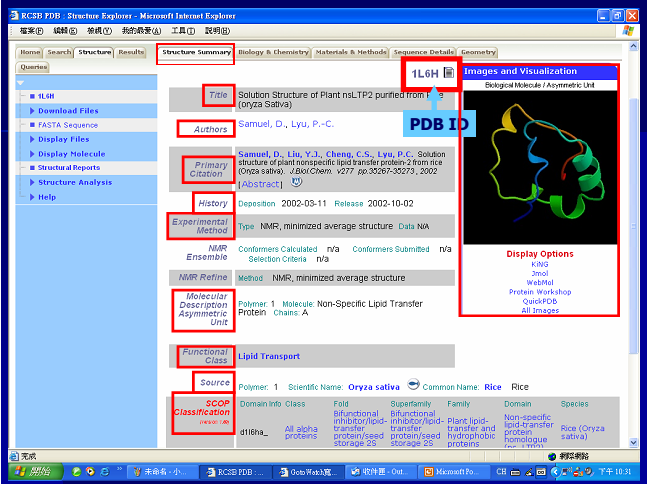 RCSB PDB : Structure Explorer - Microsoft Internet Explorer
檔案(F) 編輯(E) 檢視(V) 我的最愛(A) 工具(T) 說明(H)
Home Search Structure Results Structure Summary Biology & Chemistry Materials & Methods Sequence Details Geometry
Queries
1L6H
Download Files
FASTA Sequence
Display Files
Display Molecule
Structural Reports
Structure Analysis
Help
1L6H
PDB ID
Title Solution Structure of Plant nsLTP2 purified from Rice
(oryza Sativa)
Authors Samuel, D., Lyu, P.-C.
Primary Citation Samuel, D., Liu, Y.J., Cheng, C.S., Lyu, P.C. Solution
structure of plant nonspecific lipid transfer protein-2 from rice
(Oryza sativa). J.Biol.Chem. v277 pp.35267-35273 , 2002
[Abstract]
History Deposition 2002-03-11 Release 2002-10-02
Experimental Method Type NMR, minimized average structure Data N/A
NMR Ensemble Conformers Calculated n/a Conformers Submitted n/a
Selection Criteria n/a
NMR Refine Method NMR, minimized average structure
Molecular Description Asymmetric Unit Polymer: 1 Molecule: Non-Specific Lipid Transfer
Protein Chains: A
Functional Class Lipid Transport
Source Polymer: 1 Scientific Name: Oryza sativa Common Name: Rice Rice
SCOP Classification
Domain Info Class Fold Superfamily Family Domain Species
d1l6ha_ All alpha proteins Bifunctional inhibitor/lipid-transfer protein/seed storage 2S Bifunctional inhibitor/lipid-transfer protein/seed storage 2S Plant lipid-transfer and hydrophobic proteins Non-specific lipid-transfer protein homologue Rice (Oryza sativa)
Images and Visualization
Biological Molecule / Asymmetric Unit
Display Options
KiNG
Jmol
WebMol
Protein Workshop
QuickPDB
All Images
完成 網際網路
開始 未命名 - 小... RCSB PDB : ... 收件匣 - Out... Microsoft Po... CH 下午 10:31